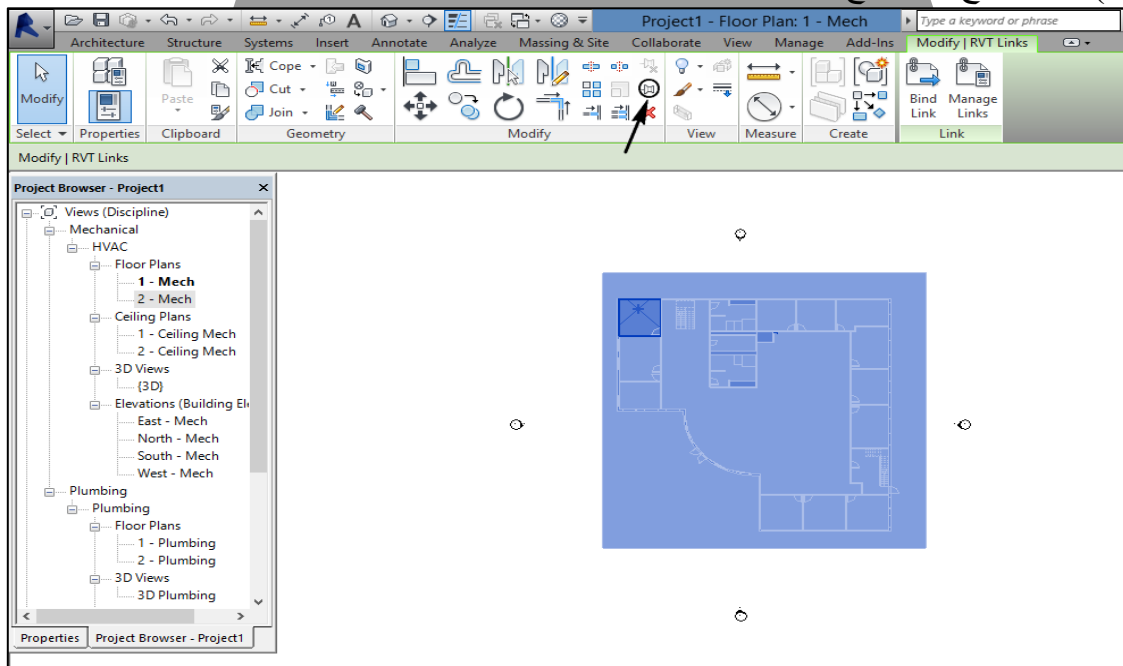 Project1 - Floor Plan: 1 - Mech
Type a keyword or phrase
Architecture Structure Systems Insert Annotate Analyze Massing & Site Collaborate View Manage Add-Ins Modify | RVT Links
Modify
Paste
Cope
Cut
Join
Bind Link
Manage Links
Select Properties Clipboard Geometry Modify View Measure Create Link
Modify | RVT Links
Project Browser - Project1
Views (Discipline)
Mechanical
HVAC
Floor Plans
1 - Mech
2 - Mech
Ceiling Plans
1 - Ceiling Mech
2 - Ceiling Mech
3D Views
{3D}
Elevations (Building El
East - Mech
North - Mech
South - Mech
West - Mech
Plumbing
Plumbing
Floor Plans
1 - Plumbing
2 - Plumbing
3D Views
3D Plumbing
Properties Project Browser - Project1